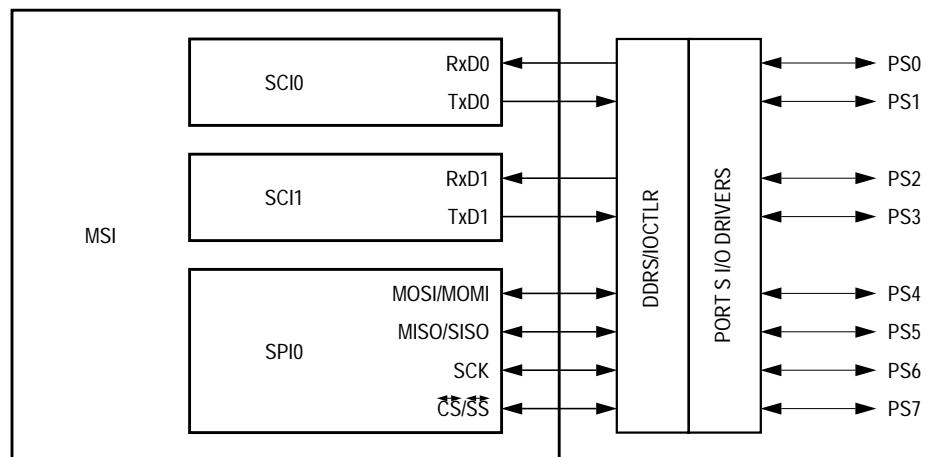 RxD0
SCI0
TxD0
PS0
PS1
RxD1
SCI1
TxD1
PS2
PS3
MSI
DDRS/IOCTLR
PORT S I/O DRIVERS
MOSI/MOMI
MISO/SISO
SPI0
SCK
CS/SS
PS4
PS5
PS6
PS7